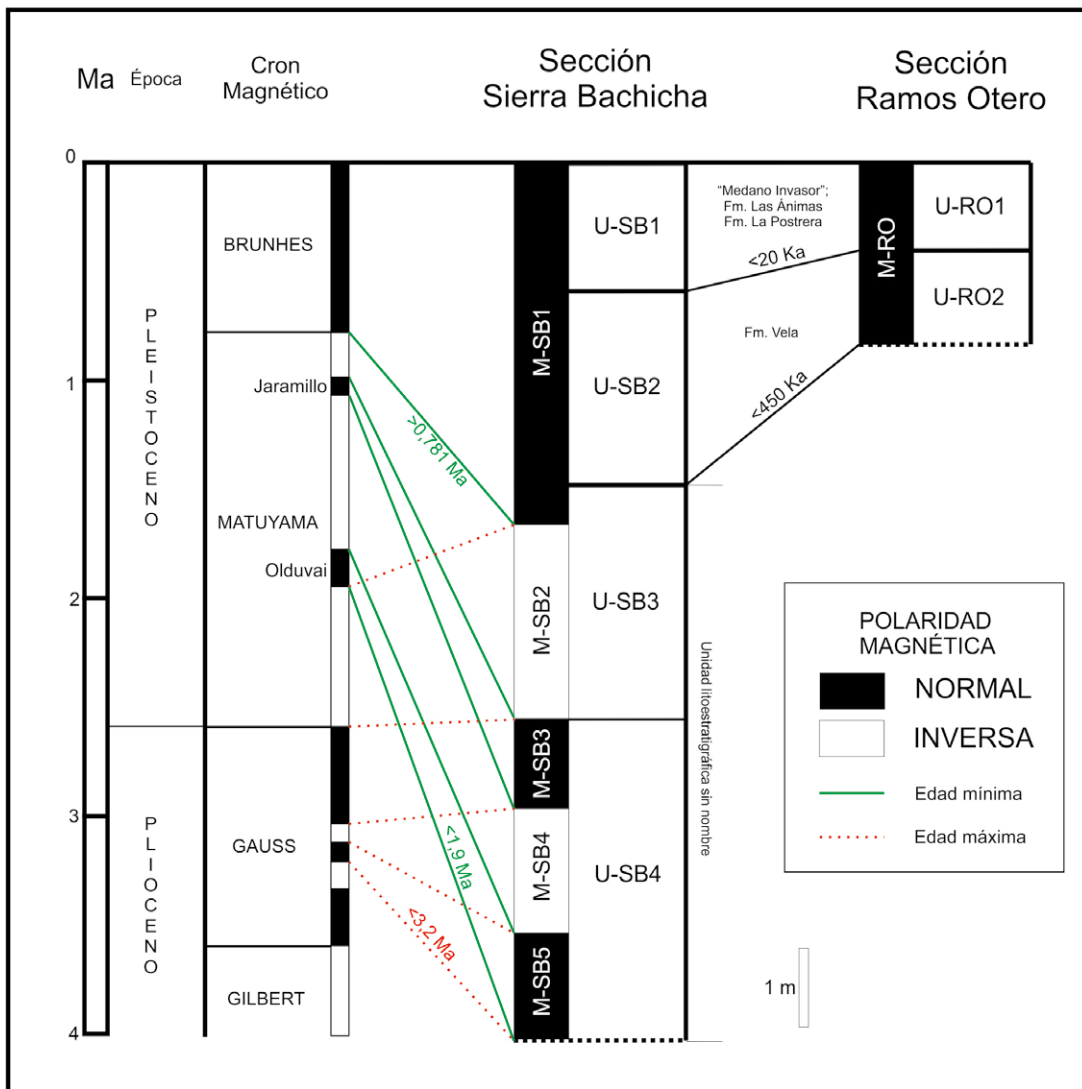 Ma
Época
Cron
Magnético
Sección
Sierra Bachicha
Sección
Ramos Otero
0
1
2
3
4
PLEISTOCENO
PLIOCENO
BRUNHES
Jaramillo
MATUYAMA
Olduvai
GAUSS
GILBERT
>0,781 Ma
<1,9 Ma
<3,2 Ma
M-SB1
M-SB2
M-SB3
M-SB4
M-SB5
U-SB1
U-SB2
U-SB3
U-SB4
"Medano Invasor";
Fm. Las Ánimas
Fm. La Postrera
<20 Ka
Fm. Vela
<450 Ka
Unidad litoestratigráfica sin nombre
M-RO
U-RO1
U-RO2
POLARIDAD
MAGNÉTICA
NORMAL
INVERSA
Edad mínima
Edad máxima
1 m